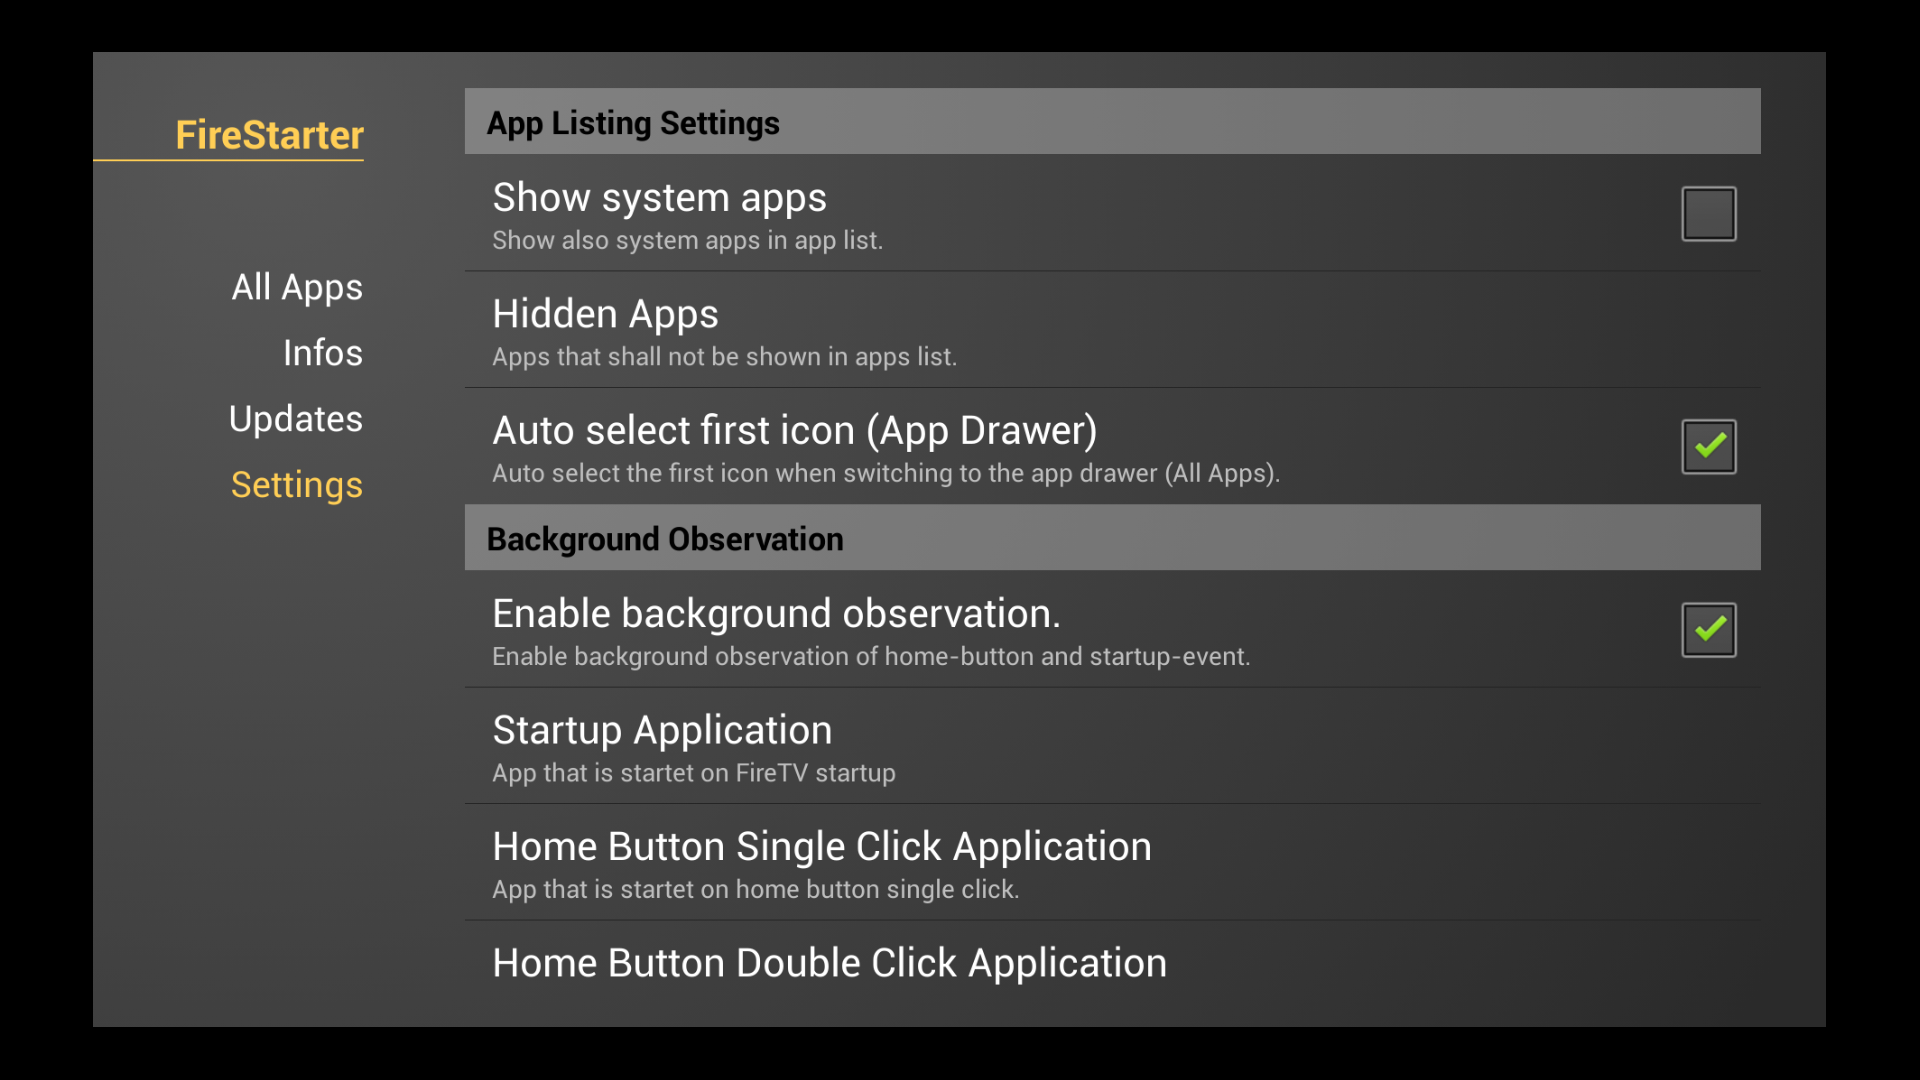 FireStarter
All Apps
Infos
Updates
Settings
App Listing Settings
Show system apps
Show also system apps in app list.
Hidden Apps
Apps that shall not be shown in apps list.
Auto select first icon (App Drawer)
Auto select the first icon when switching to the app drawer (All Apps).
Background Observation
Enable background observation.
Enable background observation of home-button and startup-event.
Startup Application
App that is startet on FireTV startup
Home Button Single Click Application
App that is startet on home button single click.
Home Button Double Click Application